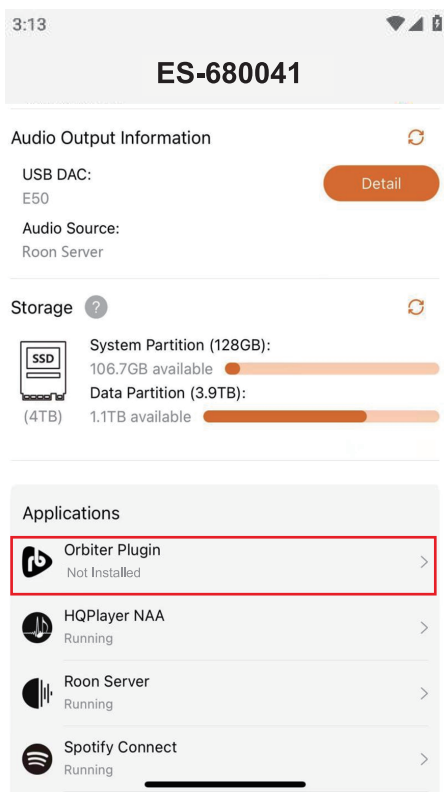 3:13
ES-680041
Audio Output Information
USB DAC:
Detail
E50
Audio Source:
Roon Server
Storage ?
SSD
System Partition (128GB):
106.7GB available
Data Partition (3.9TB):
(4TB) 1.1TB available
Applications
Orbiter Plugin
Not Installed
HQPlayer NAA
Running
Roon Server
Running
Spotify Connect
Running